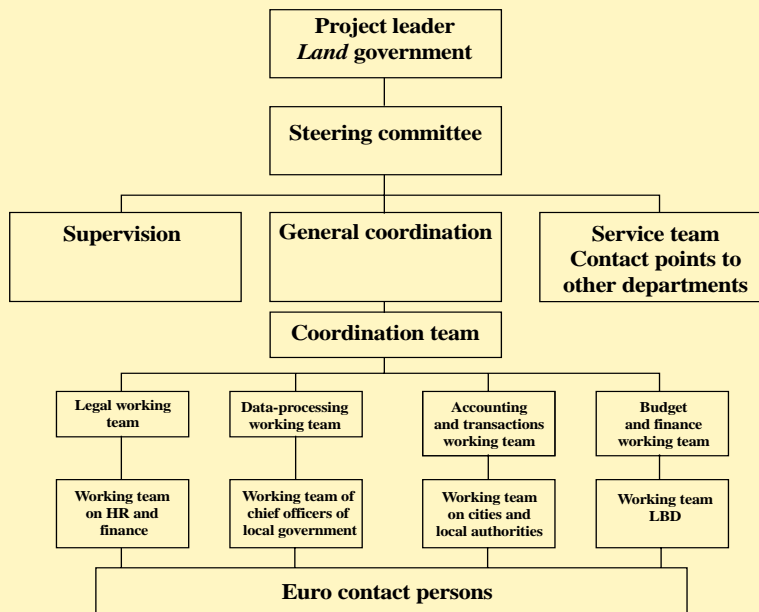 Project leader
Land government
Steering committee
Supervision
General coordination
Service team
Contact points to
other departments
Coordination team
Legal working
team
Data-processing
working team
Accounting
and transactions
working team
Budget
and finance
working team
Working team
on HR and
finance
Working team of
chief officers of
local government
Working team
on cities and
local authorities
Working team
LBD
Euro contact persons